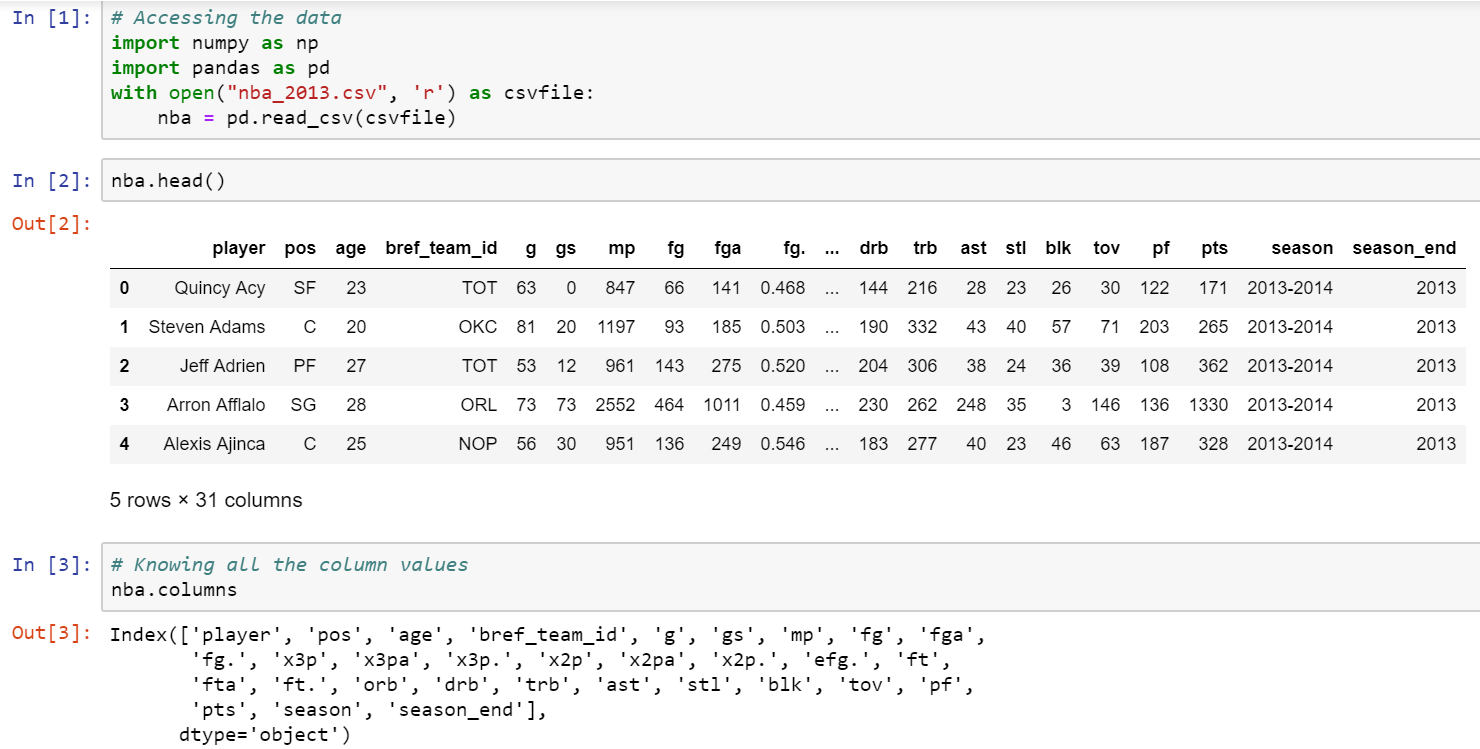 In [1]: # Accessing the data
import numpy as np
import pandas as pd
with open("nba_2013.csv", 'r') as csvfile:
    nba = pd.read_csv(csvfile)
In [2]: nba.head()
Out[2]:
player pos age bref_team_id g gs mp fg fga fg. ... drb trb ast stl blk tov pf pts season season_end
0 Quincy Acy SF 23 TOT 63 0 847 66 141 0.468 ... 144 216 28 23 26 30 122 171 2013-2014 2013
1 Steven Adams C 20 OKC 81 20 1197 93 185 0.503 ... 190 332 43 40 57 71 203 265 2013-2014 2013
2 Jeff Adrien PF 27 TOT 53 12 961 143 275 0.520 ... 204 306 38 24 36 39 108 362 2013-2014 2013
3 Arron Afflalo SG 28 ORL 73 73 2552 464 1011 0.459 ... 230 262 248 35 3 146 136 1330 2013-2014 2013
4 Alexis Ajinca C 25 NOP 56 30 951 136 249 0.546 ... 183 277 40 23 46 63 187 328 2013-2014 2013
5 rows × 31 columns
In [3]: # Knowing all the column values
nba.columns
Out[3]: Index(['player', 'pos', 'age', 'bref_team_id', 'g', 'gs', 'mp', 'fg', 'fga',
       'fg.', 'x3p', 'x3pa', 'x3p.', 'x2p', 'x2pa', 'x2p.', 'efg.', 'ft',
       'fta', 'ft.', 'orb', 'drb', 'trb', 'ast', 'stl', 'blk', 'tov', 'pf',
       'pts', 'season', 'season_end'],
      dtype='object')